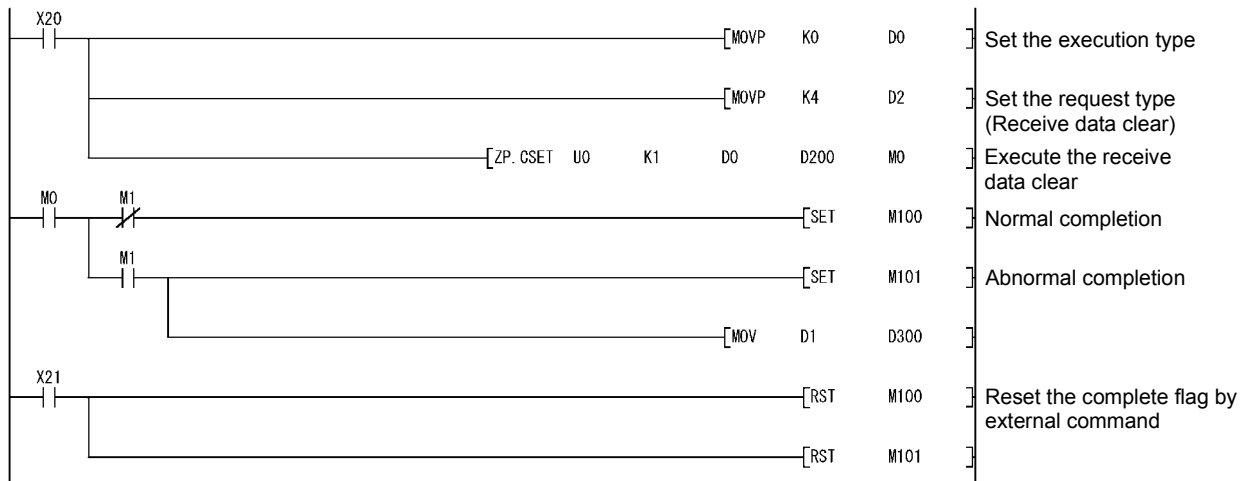 X20
[MOVP K0 D0 ] Set the execution type
[MOVP K4 D2 ] Set the request type
(Receive data clear)
[ZP.CSET U0 K1 D0 D200 M0 ] Execute the receive
data clear
M0 M1
[SET M100 ] Normal completion
M1
[SET M101 ] Abnormal completion
[MOV D1 D300 ]
X21
[RST M100 ] Reset the complete flag by
external command
[RST M101 ]